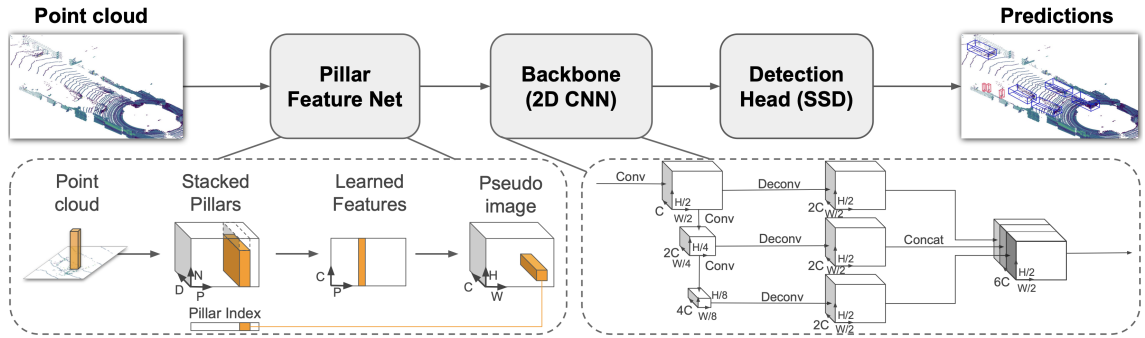 Point cloud
Pillar
Feature Net
Backbone
(2D CNN)
Detection
Head (SSD)
Predictions
Point
cloud
Stacked
Pillars
Learned
Features
Pseudo
image
N
D
P
C
P
H
C
W
Pillar Index
Conv
H/2
C
W/2
Conv
Deconv
2C
H/2
W/2
H/4
2C
W/4
Conv
Deconv
2C
H/2
W/2
Concat
H/8
4C
W/8
Deconv
2C
H/2
W/2
H/2
6C
W/2